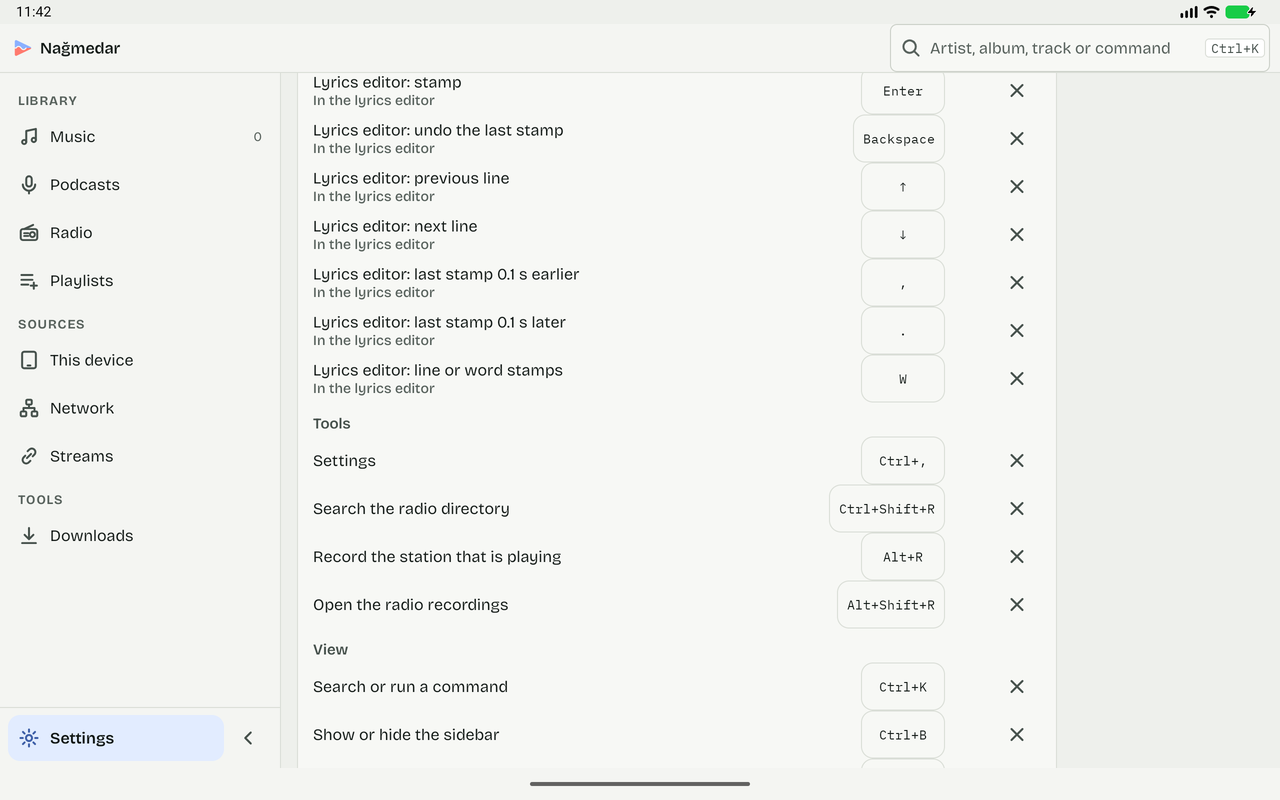 11:42
Nağmedar
Artist, album, track or command
Ctrl+K
LIBRARY
Music
0
Podcasts
Radio
Playlists
SOURCES
This device
Network
Streams
TOOLS
Downloads
Settings
Lyrics editor: stamp
In the lyrics editor
Enter
Lyrics editor: undo the last stamp
In the lyrics editor
Backspace
Lyrics editor: previous line
In the lyrics editor
↑
Lyrics editor: next line
In the lyrics editor
↓
Lyrics editor: last stamp 0.1 s earlier
In the lyrics editor
,
Lyrics editor: last stamp 0.1 s later
In the lyrics editor
.
Lyrics editor: line or word stamps
In the lyrics editor
W
Tools
Settings
Ctrl+,
Search the radio directory
Ctrl+Shift+R
Record the station that is playing
Alt+R
Open the radio recordings
Alt+Shift+R
View
Search or run a command
Ctrl+K
Show or hide the sidebar
Ctrl+B